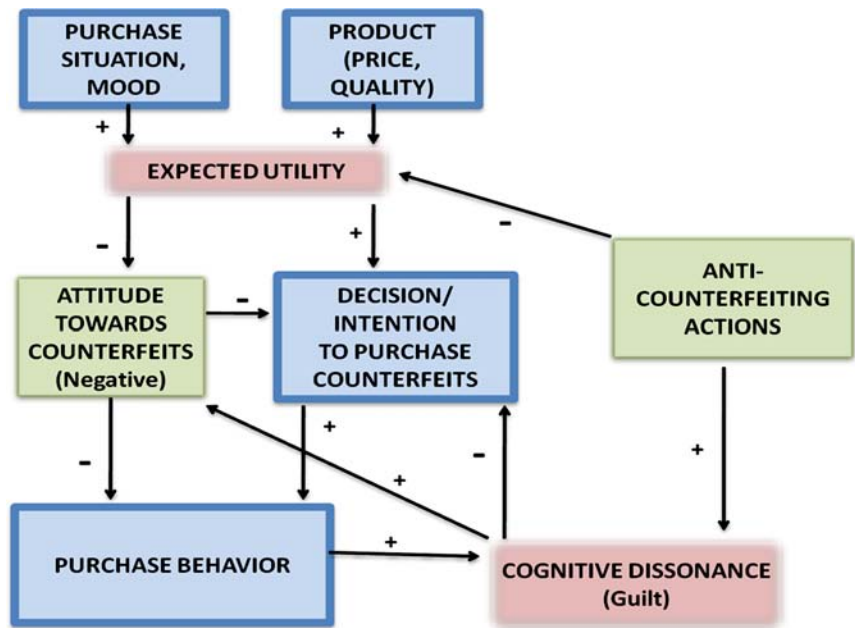 PURCHASE
SITUATION,
MOOD
PRODUCT
(PRICE,
QUALITY)
+
+
EXPECTED UTILITY
-
+
-
ATTITUDE
TOWARDS
COUNTERFEITS
(Negative)
-
DECISION/
INTENTION
TO PURCHASE
COUNTERFEITS
ANTI-
COUNTERFEITING
ACTIONS
-
+
+
-
+
PURCHASE BEHAVIOR
+
COGNITIVE DISSONANCE
(Guilt)